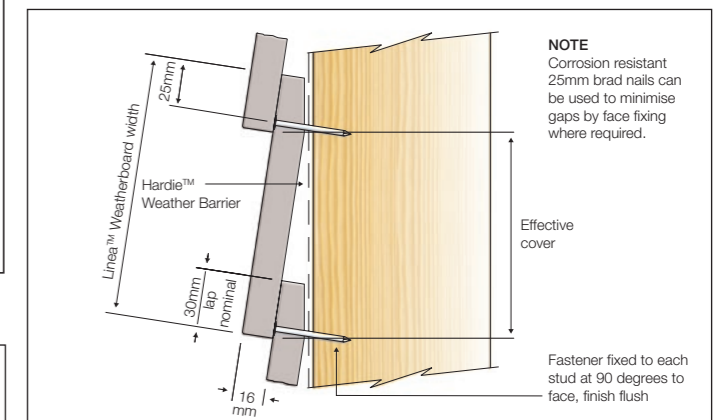 NOTE
Corrosion resistant
25mm brad nails can
be used to minimise
gaps by face fixing
where required.
25mm
Linea™ Weatherboard width
Hardie™
Weather Barrier
Effective
cover
30mm
lap
nominal
16
mm
Fastener fixed to each
stud at 90 degrees to
face, finish flush